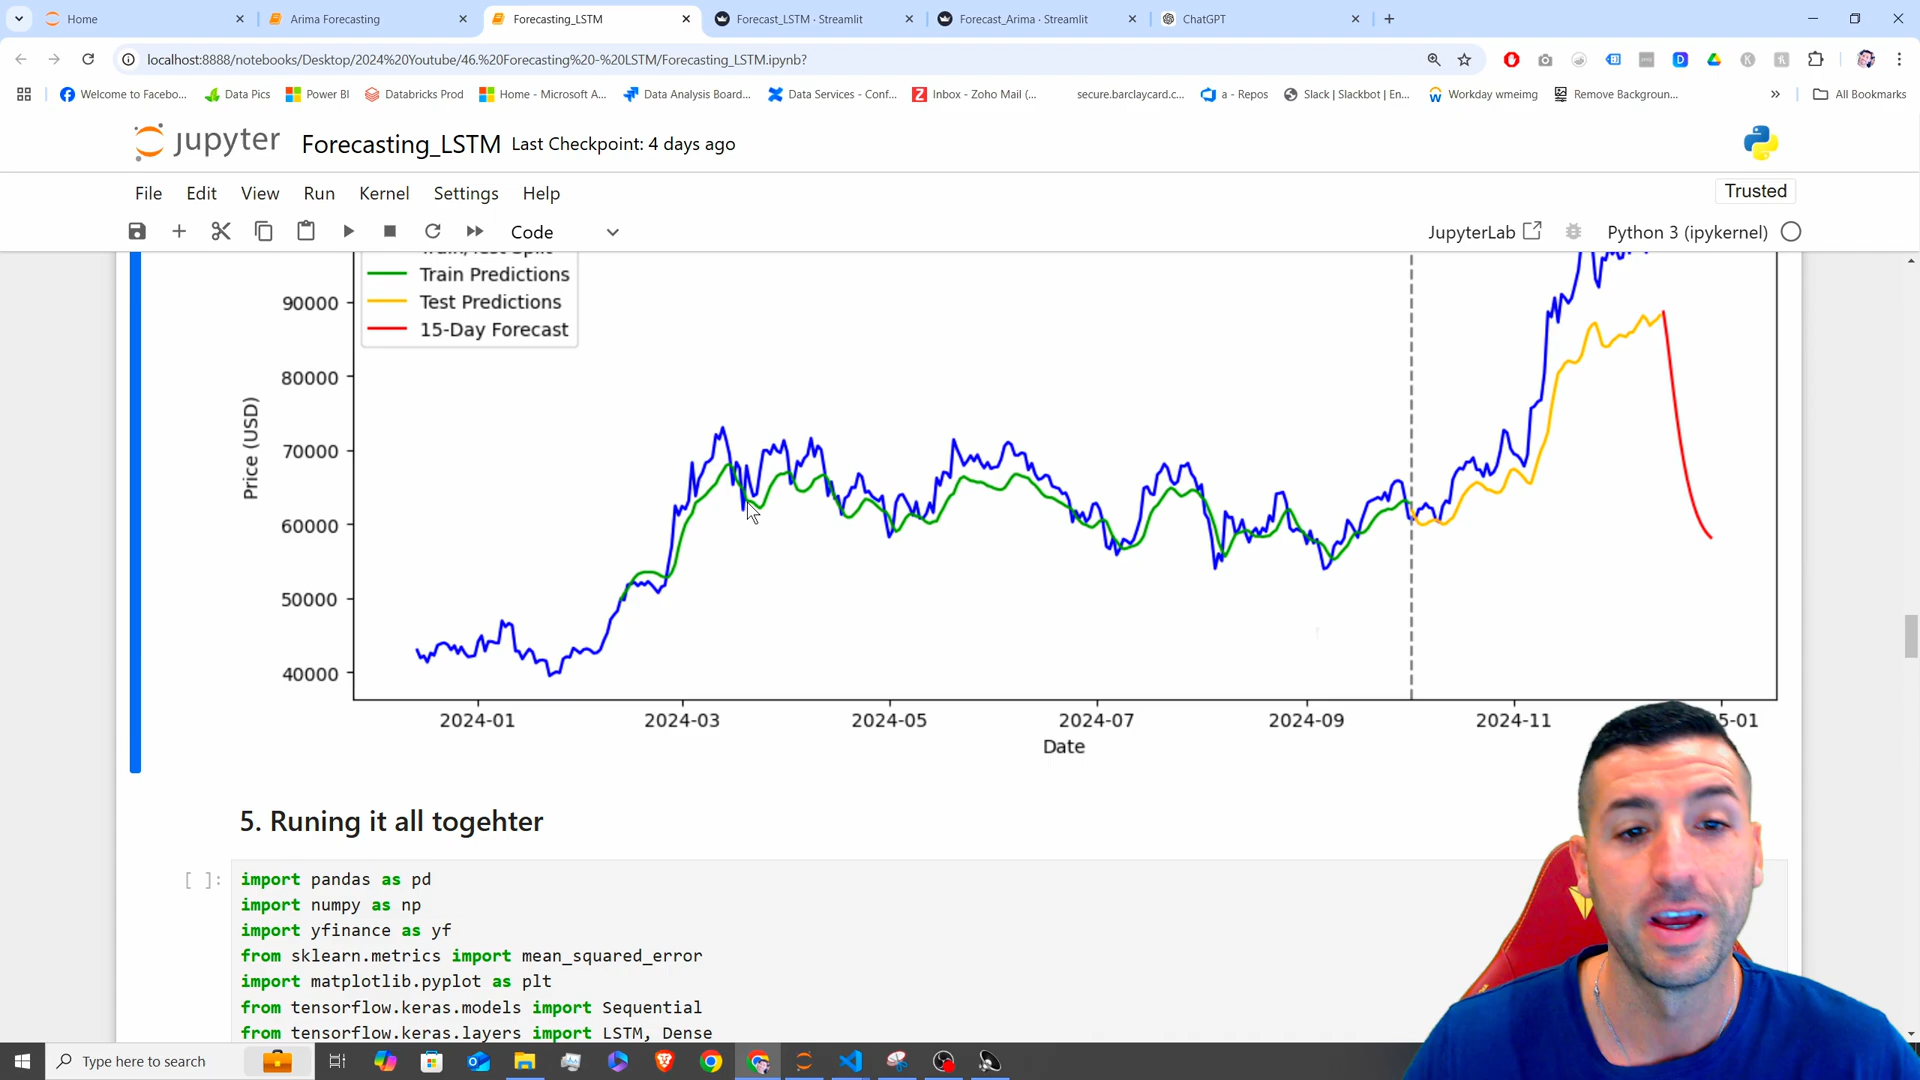 Home
Arima Forecasting
Forecasting_LSTM
Forecast_LSTM · Streamlit
Forecast_Arima · Streamlit
ChatGPT
localhost:8888/notebooks/Desktop/2024%20Youtube/46.%20Forecasting%20-%20LSTM/Forecasting_LSTM.ipynb?
Welcome to Facebo...
Data Pics
Power BI
Databricks Prod
Home - Microsoft A...
Data Analysis Board...
Data Services - Conf...
Inbox - Zoho Mail (...
secure.barclaycard.c...
a - Repos
Slack | Slackbot | En...
Workday wmeimg
Remove Backgroun...
All Bookmarks
jupyter Forecasting_LSTM Last Checkpoint: 4 days ago
File Edit View Run Kernel Settings Help
Trusted
Code
JupyterLab
Python 3 (ipykernel)
Train Predictions
Test Predictions
15-Day Forecast
90000
80000
70000
60000
50000
40000
Price (USD)
2024-01 2024-03 2024-05 2024-07 2024-09 2024-11 5-01
Date
5. Runing it all togehter
[ ]:
import pandas as pd
import numpy as np
import yfinance as yf
from sklearn.metrics import mean_squared_error
import matplotlib.pyplot as plt
from tensorflow.keras.models import Sequential
from tensorflow.keras.layers import LSTM, Dense
Type here to search